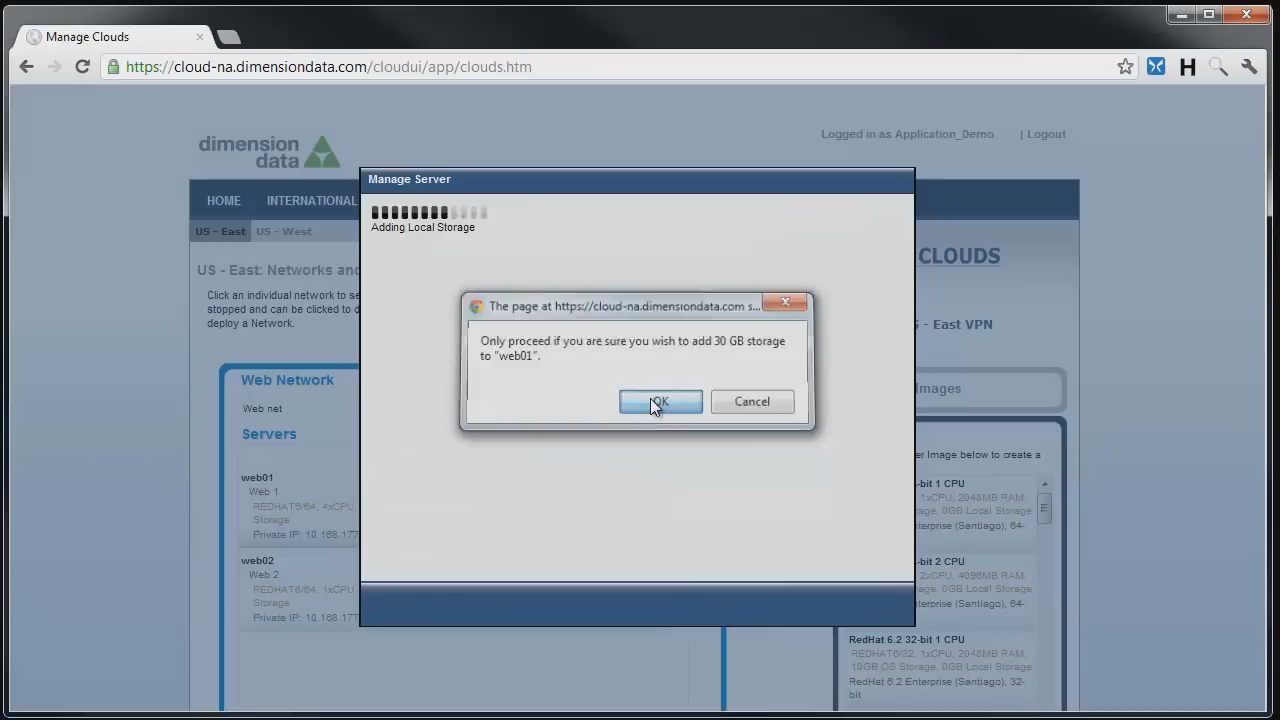 Manage Clouds
https://cloud-na.dimensiondata.com/cloudui/app/clouds.htm
H
dimension
data
Logged in as Application_Demo | Logout
HOME INTERNATIONAL
US - East US - West
CLOUDS
US - East: Networks and
Click an individual network to se
stopped and can be clicked to d
deploy a Network.
- East VPN
Manage Server
Adding Local Storage
The page at https://cloud-na.dimensiondata.com s...
Only proceed if you are sure you wish to add 30 GB storage
to "web01".
OK Cancel
Web Network
Web net
Servers
web01
Web 1
REDHAT6/64, 4xCPU,
Storage
Private IP: 10.168.177
web02
Web 2
REDHAT6/64, 1xCPU,
Storage
Private IP: 10.168.177
Images
er Image below to create a
-bit 1 CPU
1xCPU, 2048MB RAM,
rage, 0GB Local Storage
terprise (Santiago), 64-
-bit 2 CPU
2xCPU, 4096MB RAM,
rage, 0GB Local Storage
terprise (Santiago), 64-
RedHat 6.2 32-bit 1 CPU
REDHAT6/32, 1xCPU, 2048MB RAM,
10GB OS Storage, 0GB Local Storage
RedHat 6.2 Enterprise (Santiago), 32-
bit